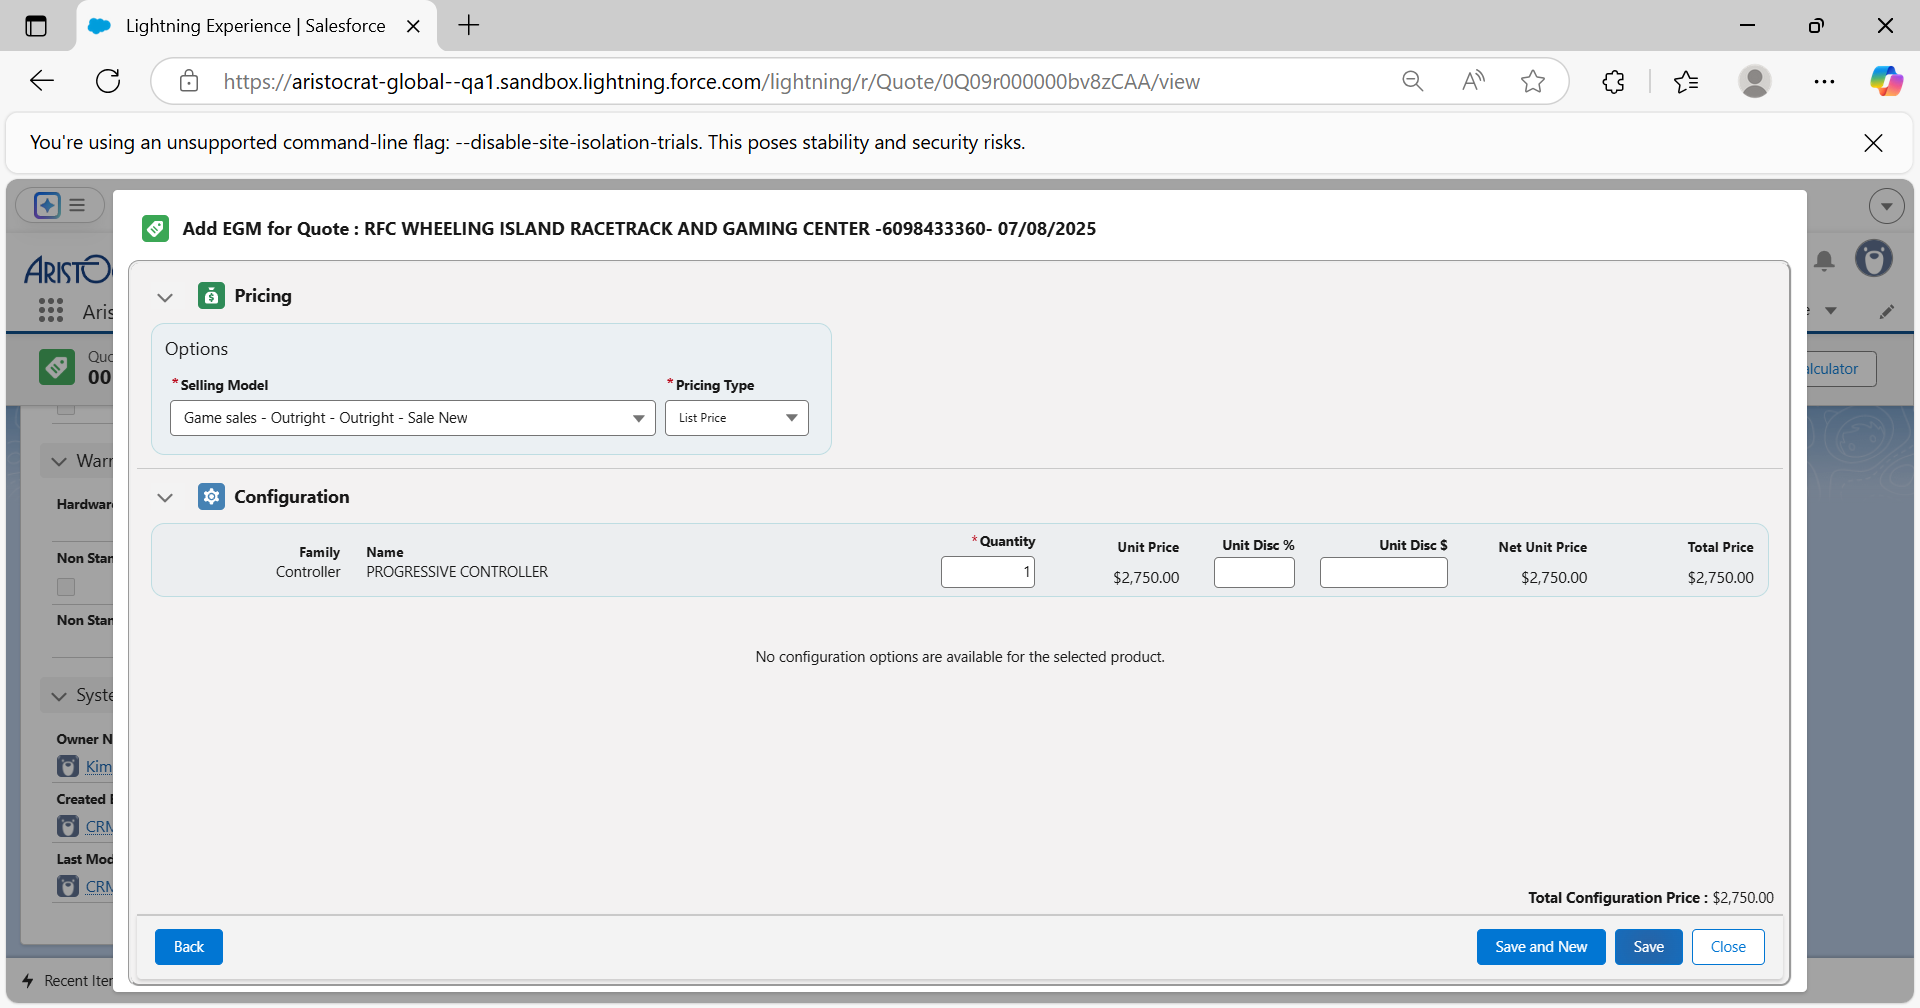 Lightning Experience | Salesforce
https://aristocrat-global--qa1.sandbox.lightning.force.com/lightning/r/Quote/0Q09r000000bv8zCAA/view
You're using an unsupported command-line flag: --disable-site-isolation-trials. This poses stability and security risks.
Add EGM for Quote : RFC WHEELING ISLAND RACETRACK AND GAMING CENTER -6098433360- 07/08/2025
ARISTOC
Aris
Quo
00
alculator
Pricing
Options
*Selling Model
*Pricing Type
Game sales - Outright - Outright - Sale New
List Price
Warr
Hardwar
Non Stan
Non Stan
Configuration
Family
Name
*Quantity
Unit Price
Unit Disc %
Unit Disc $
Net Unit Price
Total Price
Controller
PROGRESSIVE CONTROLLER
1
$2,750.00
$2,750.00
$2,750.00
No configuration options are available for the selected product.
Syste
Owner N
Kim
Created
CRM
Last Mod
CRM
Total Configuration Price : $2,750.00
Back
Save and New
Save
Close
Recent Iter